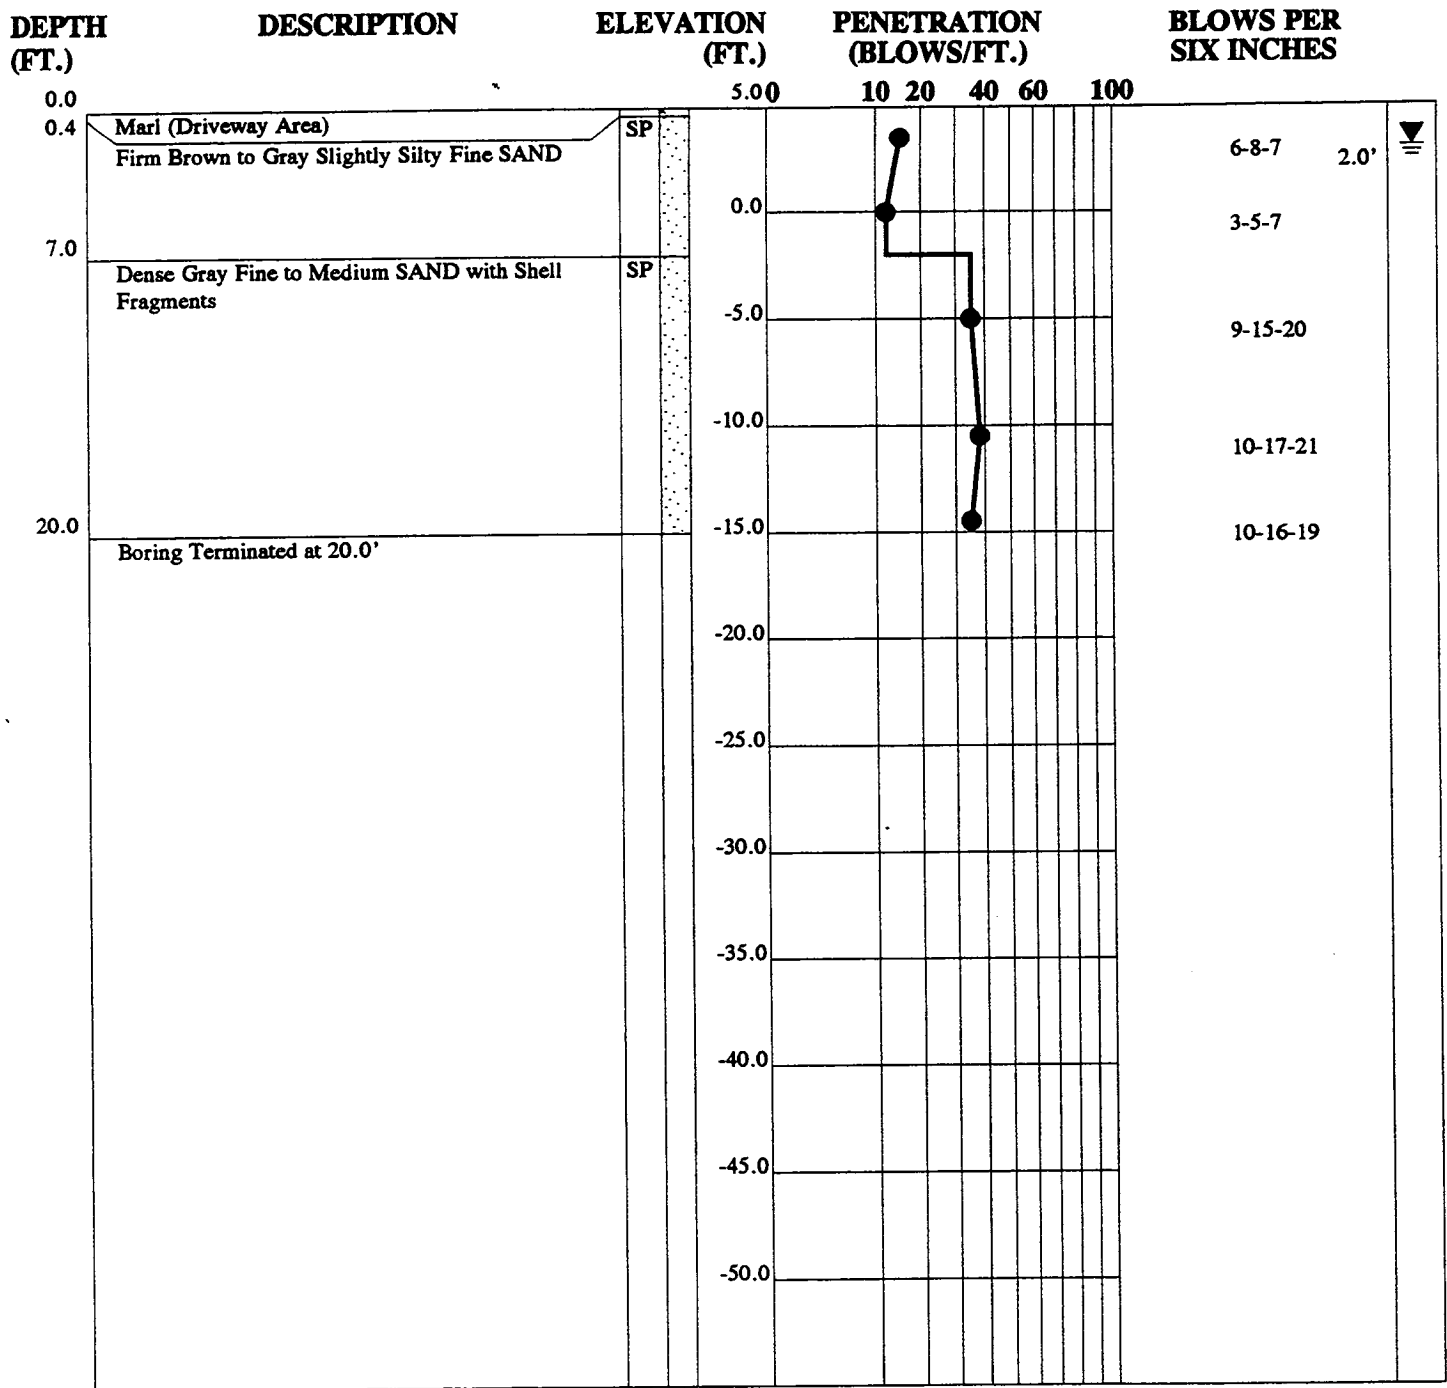 DEPTH (FT.) DESCRIPTION ELEVATION (FT.) PENETRATION (BLOWS/FT.) BLOWS PER SIX INCHES
0.0 5.0 0 10 20 40 60 100
0.4 Marl (Driveway Area) SP
Firm Brown to Gray Slightly Silty Fine SAND 6-8-7 2.0'
0.0 3-5-7
7.0 Dense Gray Fine to Medium SAND with Shell SP
Fragments
-5.0 9-15-20
-10.0 10-17-21
20.0 -15.0 10-16-19
Boring Terminated at 20.0'
-20.0
-25.0
-30.0
-35.0
-40.0
-45.0
-50.0